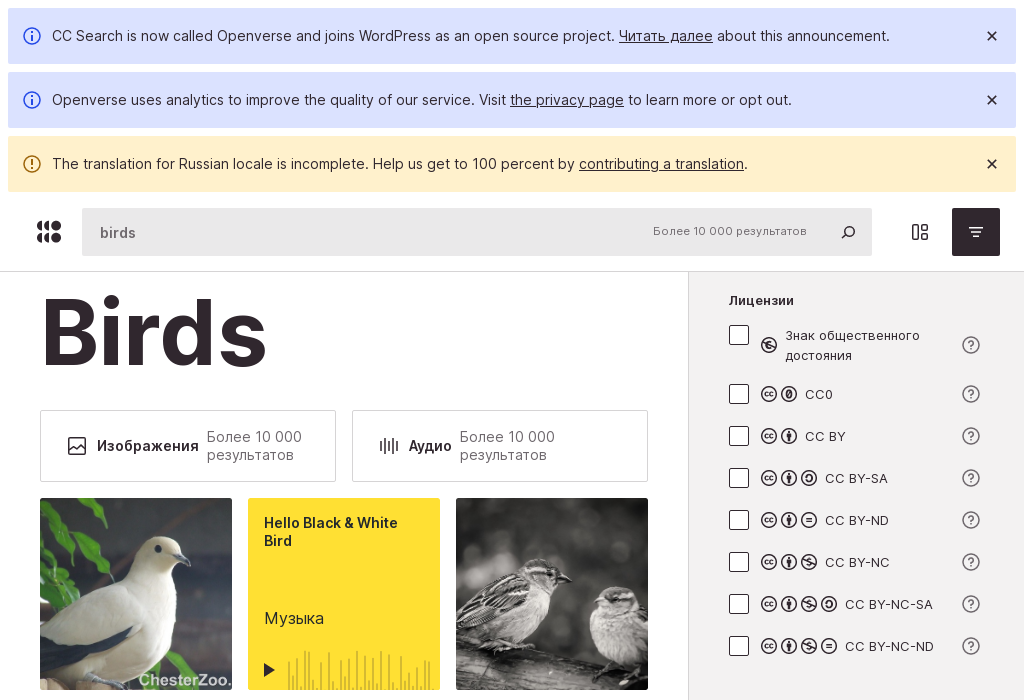 CC Search is now called Openverse and joins WordPress as an open source project. Читать далее about this announcement.
Openverse uses analytics to improve the quality of our service. Visit the privacy page to learn more or opt out.
The translation for Russian locale is incomplete. Help us get to 100 percent by contributing a translation.
birds
Более 10 000 результатов
Birds
Изображения
Более 10 000
результатов
Аудио
Более 10 000
результатов
Hello Black & White
Bird
Музыка
ChesterZoo.
Лицензии
Знак общественного
достояния
CC0
CC BY
CC BY-SA
CC BY-ND
CC BY-NC
CC BY-NC-SA
CC BY-NC-ND